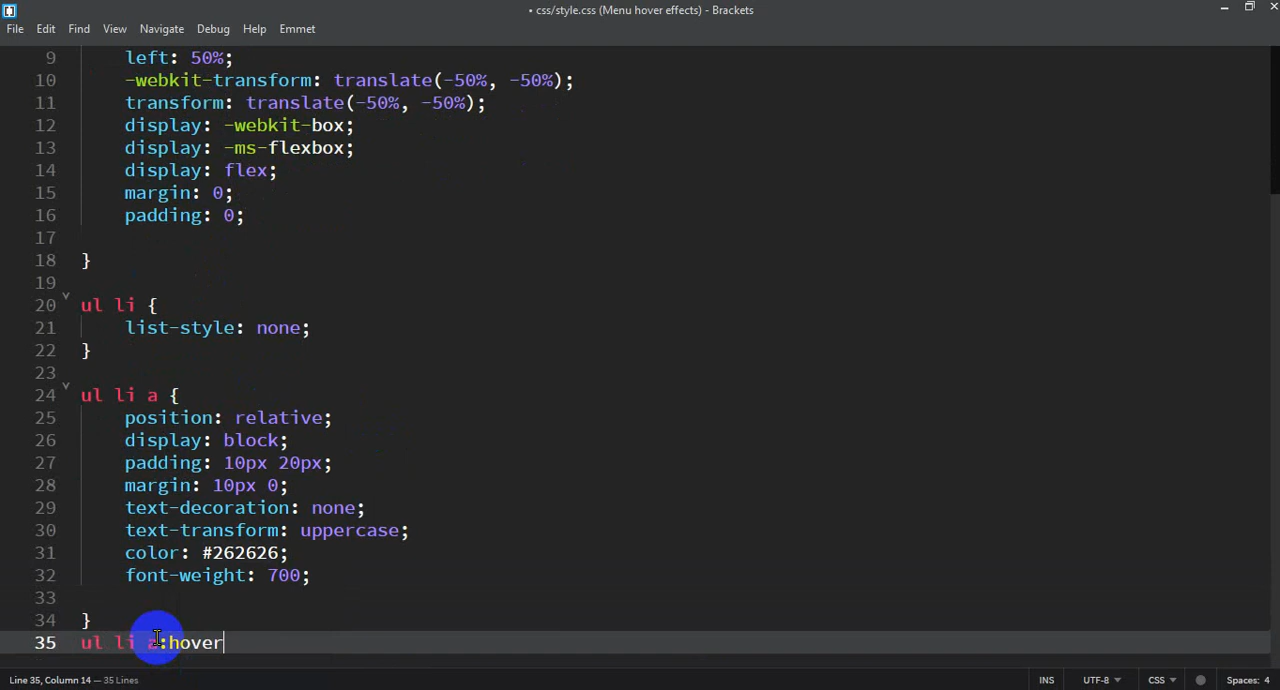 • css/style.css (Menu hover effects) - Brackets
File Edit Find View Navigate Debug Help Emmet
9 left: 50%;
10 -webkit-transform: translate(-50%, -50%);
11 transform: translate(-50%, -50%);
12 display: -webkit-box;
13 display: -ms-flexbox;
14 display: flex;
15 margin: 0;
16 padding: 0;
17
18 }
19
20 ul li {
21 list-style: none;
22 }
23
24 ul li a {
25 position: relative;
26 display: block;
27 padding: 10px 20px;
28 margin: 10px 0;
29 text-decoration: none;
30 text-transform: uppercase;
31 color: #262626;
32 font-weight: 700;
33
34 }
35 ul li a:hover
Line 35, Column 14 — 35 Lines INS UTF-8 CSS Spaces: 4